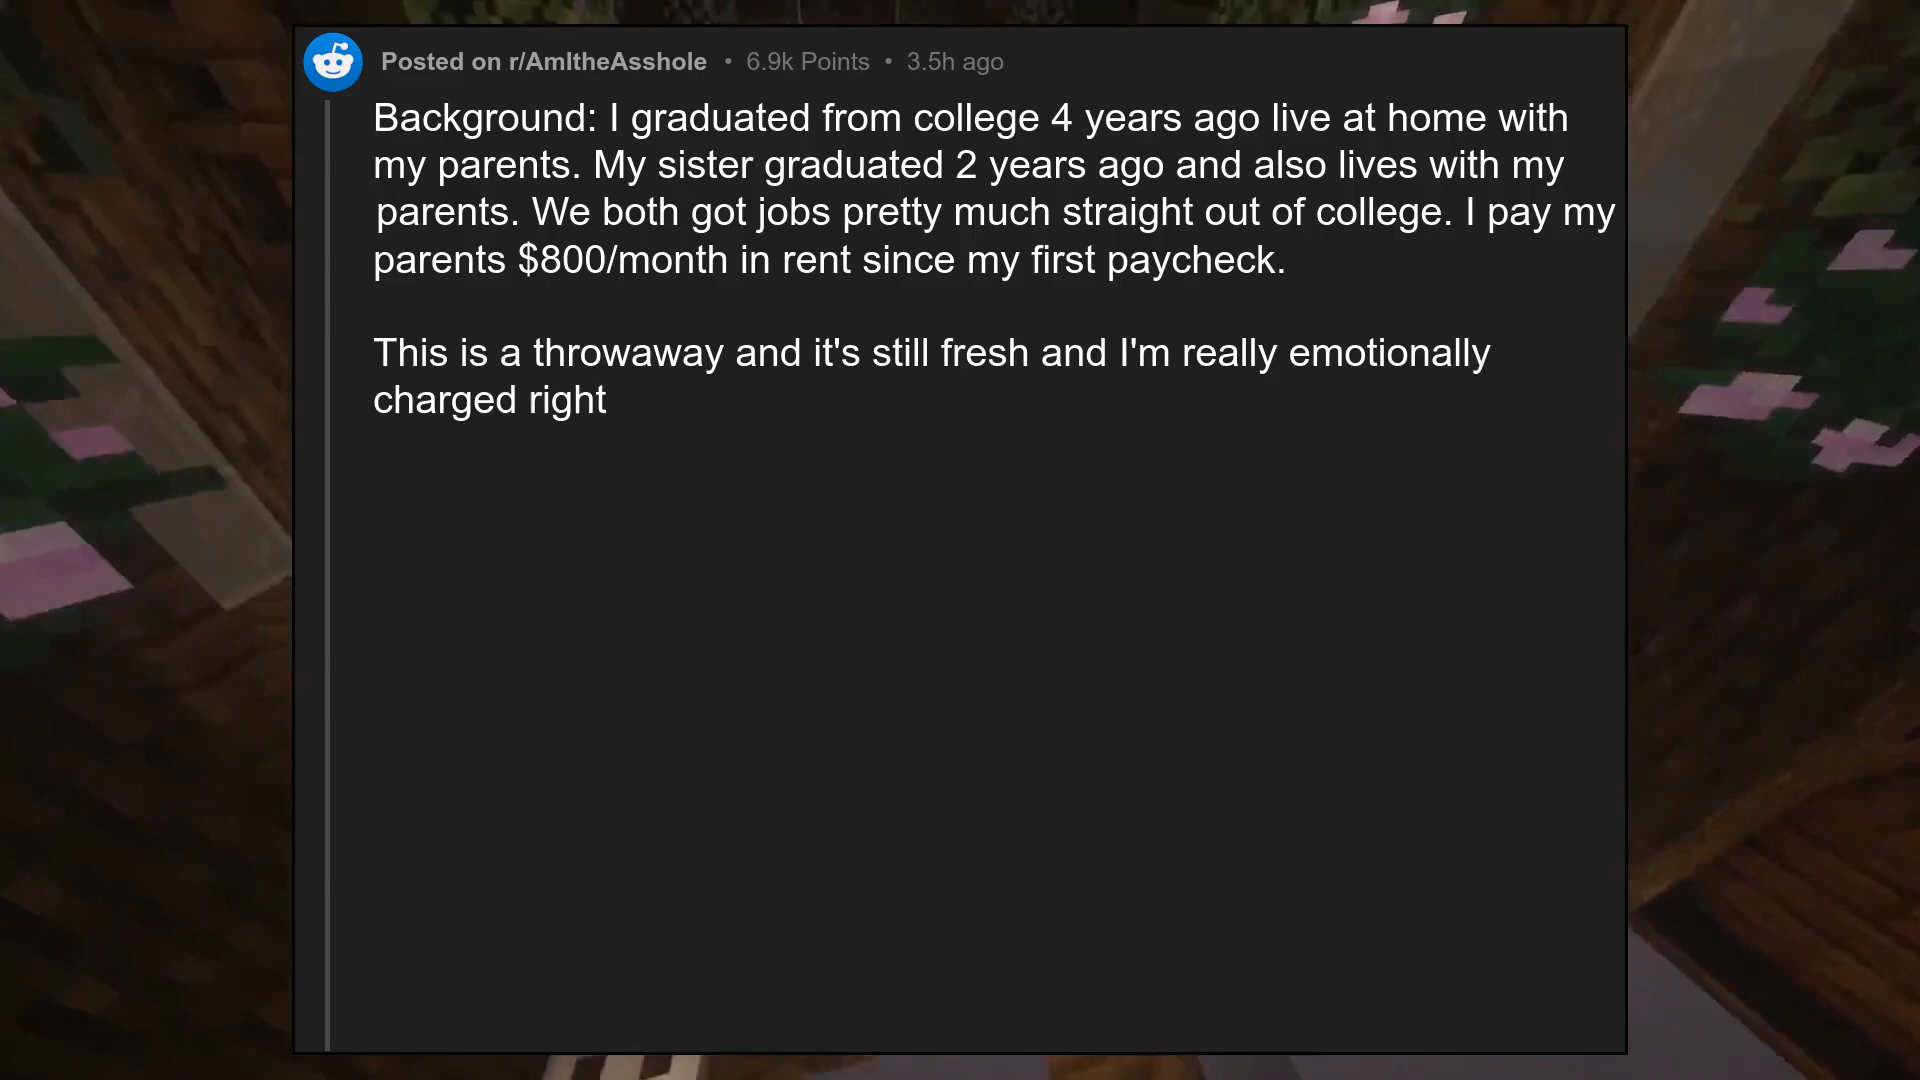 Posted on r/AmItheAsshole • 6.9k Points • 3.5h ago
Background: I graduated from college 4 years ago live at home with
my parents. My sister graduated 2 years ago and also lives with my
parents. We both got jobs pretty much straight out of college. I pay my
parents $800/month in rent since my first paycheck.
This is a throwaway and it's still fresh and I'm really emotionally
charged right